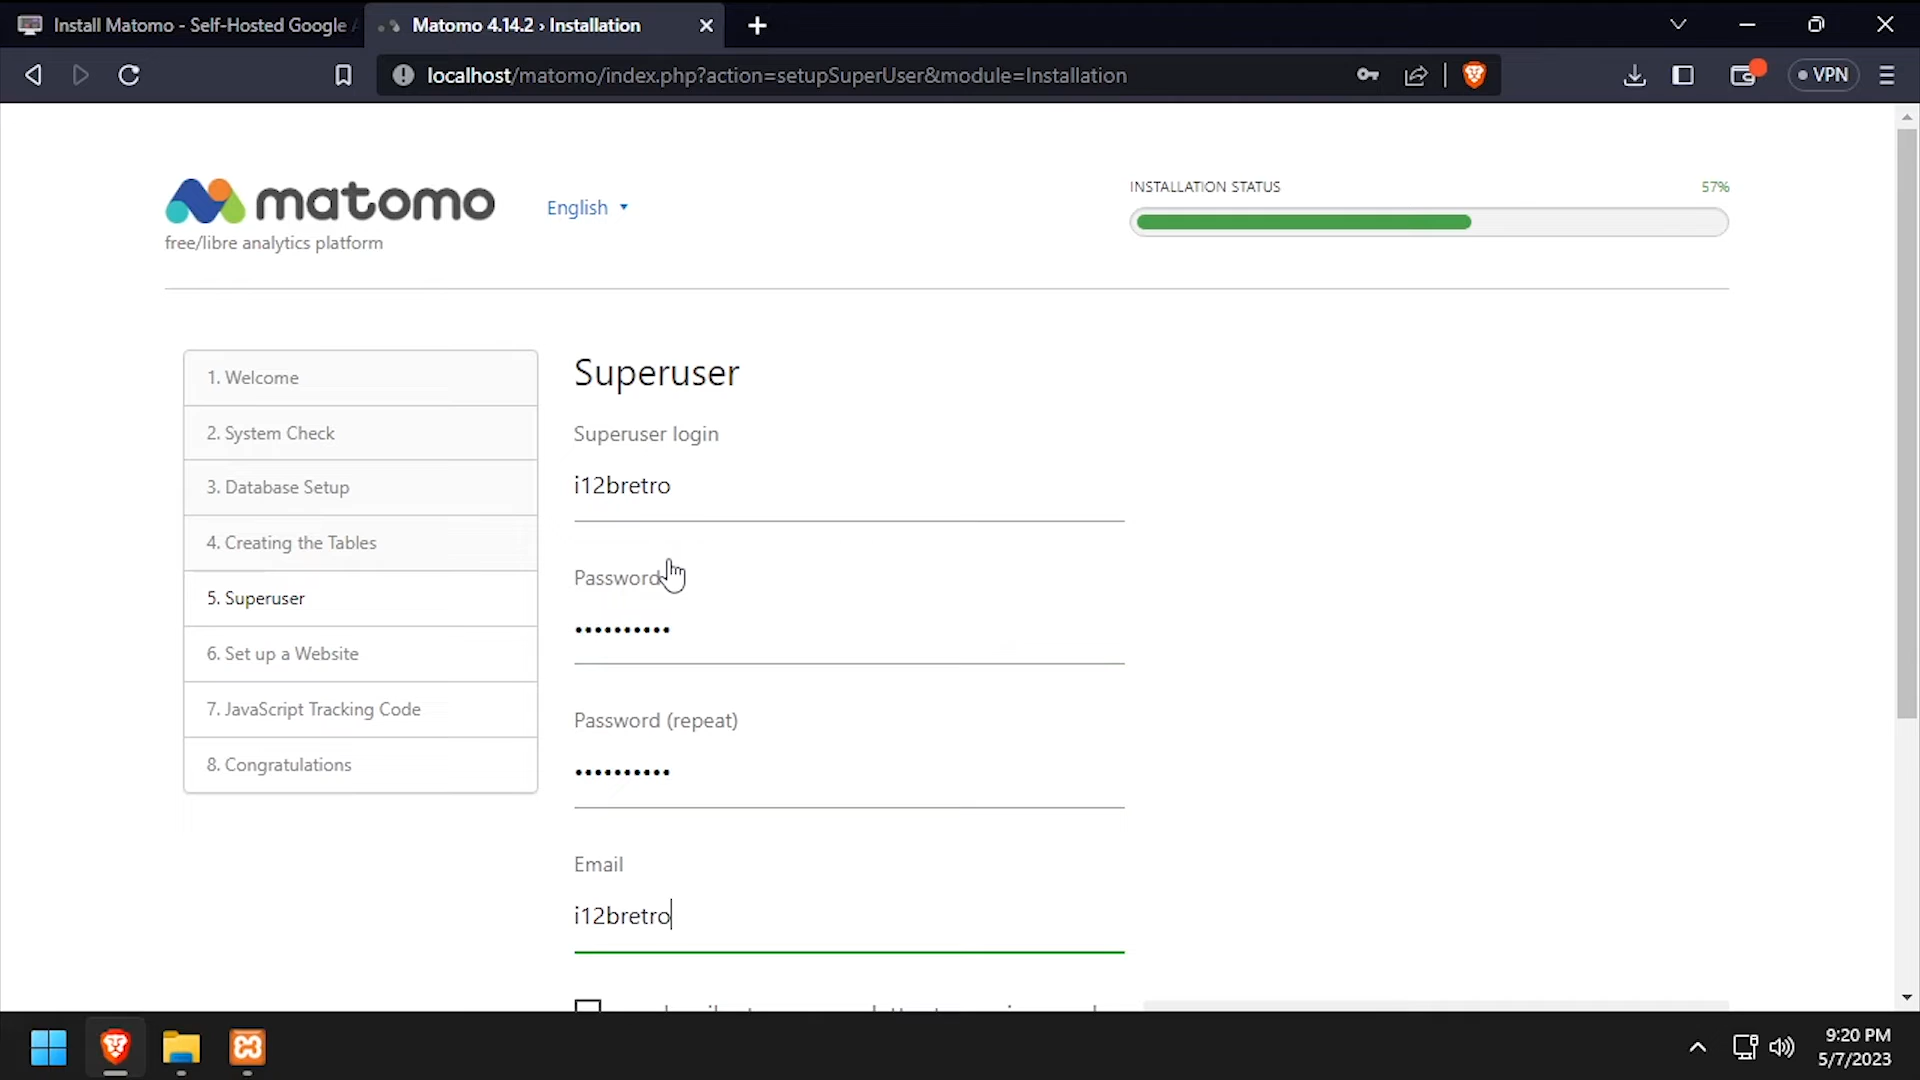 Install Matomo - Self-Hosted Google
Matomo 4.14.2 › Installation
localhost/matomo/index.php?action=setupSuperUser&module=Installation
VPN
matomo
free/libre analytics platform
English
INSTALLATION STATUS
57%
1. Welcome
2. System Check
3. Database Setup
4. Creating the Tables
5. Superuser
6. Set up a Website
7. JavaScript Tracking Code
8. Congratulations
Superuser
Superuser login
i12bretro
Password
••••••••••
Password (repeat)
••••••••••
Email
i12bretro
9:20 PM
5/7/2023